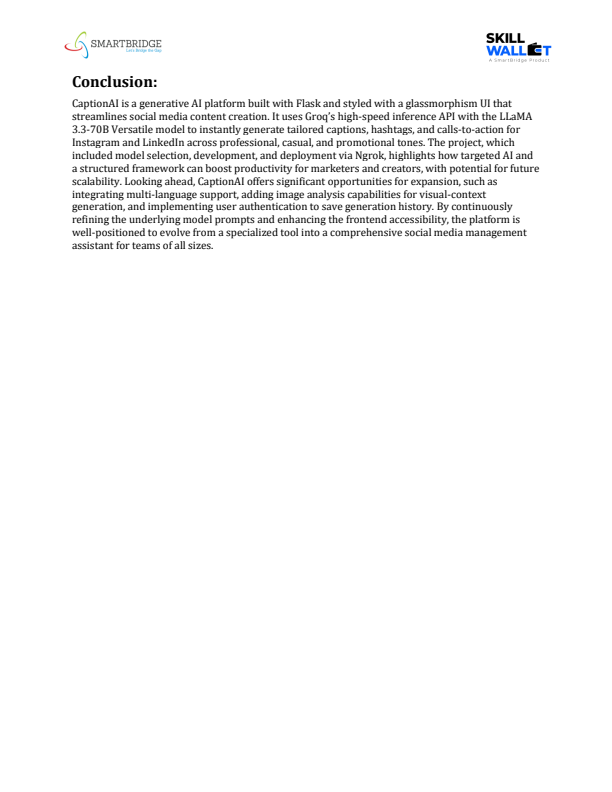 SMARTBRIDGE
Let's Bridge the Gap
SKILL
WALLET
A SmartBridge Product
Conclusion:
CaptionAI is a generative AI platform built with Flask and styled with a glassmorphism UI that
streamlines social media content creation. It uses Groq’s high-speed inference API with the LLaMA
3.3-70B Versatile model to instantly generate tailored captions, hashtags, and calls-to-action for
Instagram and LinkedIn across professional, casual, and promotional tones. The project, which
included model selection, development, and deployment via Ngrok, highlights how targeted AI and
a structured framework can boost productivity for marketers and creators, with potential for future
scalability. Looking ahead, CaptionAI offers significant opportunities for expansion, such as
integrating multi-language support, adding image analysis capabilities for visual-context
generation, and implementing user authentication to save generation history. By continuously
refining the underlying model prompts and enhancing the frontend accessibility, the platform is
well-positioned to evolve from a specialized tool into a comprehensive social media management
assistant for teams of all sizes.